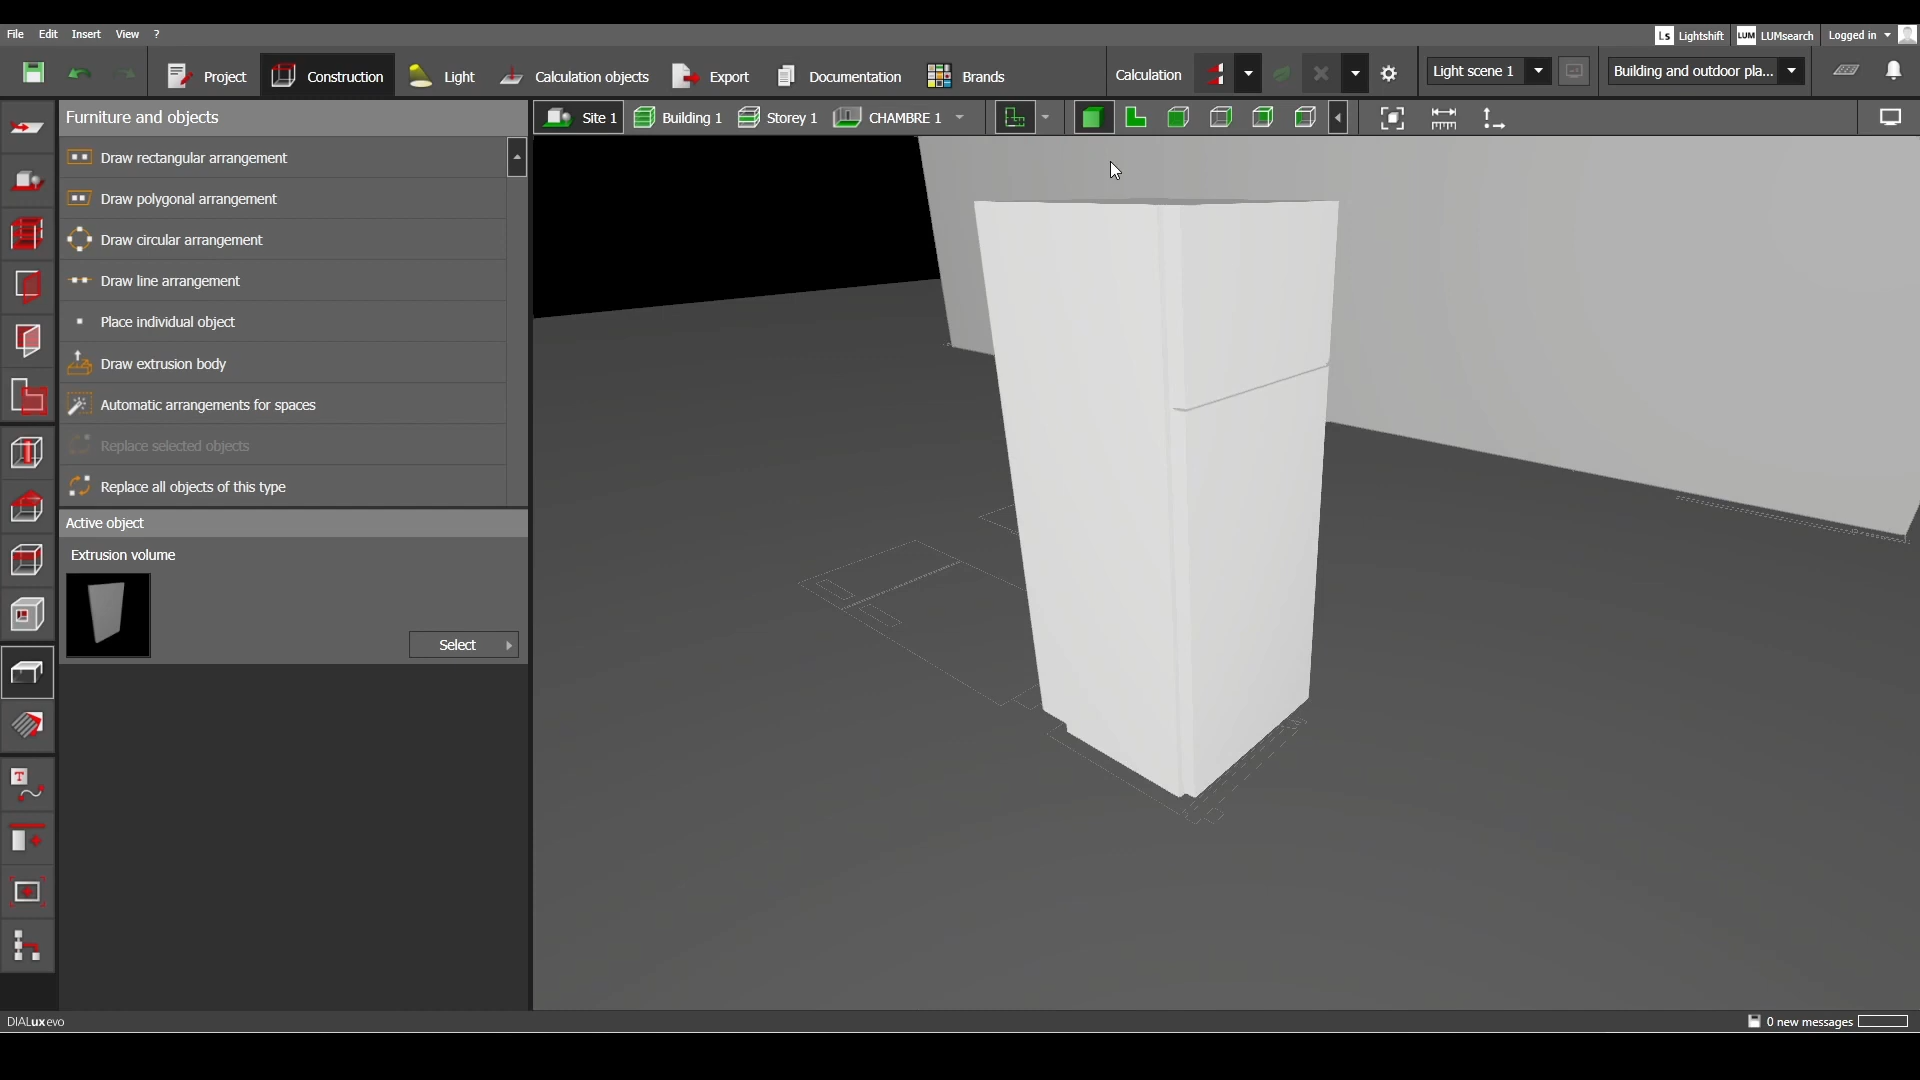 File Edit Insert View ?
Ls Lightshift LUM LUMsearch Logged in
Project Construction Light Calculation objects Export Documentation Brands Calculation Light scene 1 Building and outdoor pla...
Furniture and objects
Site 1 Building 1 Storey 1 CHAMBRE 1
Draw rectangular arrangement
Draw polygonal arrangement
Draw circular arrangement
Draw line arrangement
Place individual object
Draw extrusion body
Automatic arrangements for spaces
Replace selected objects
Replace all objects of this type
Active object
Extrusion volume
Select
T
DIALux evo
0 new messages